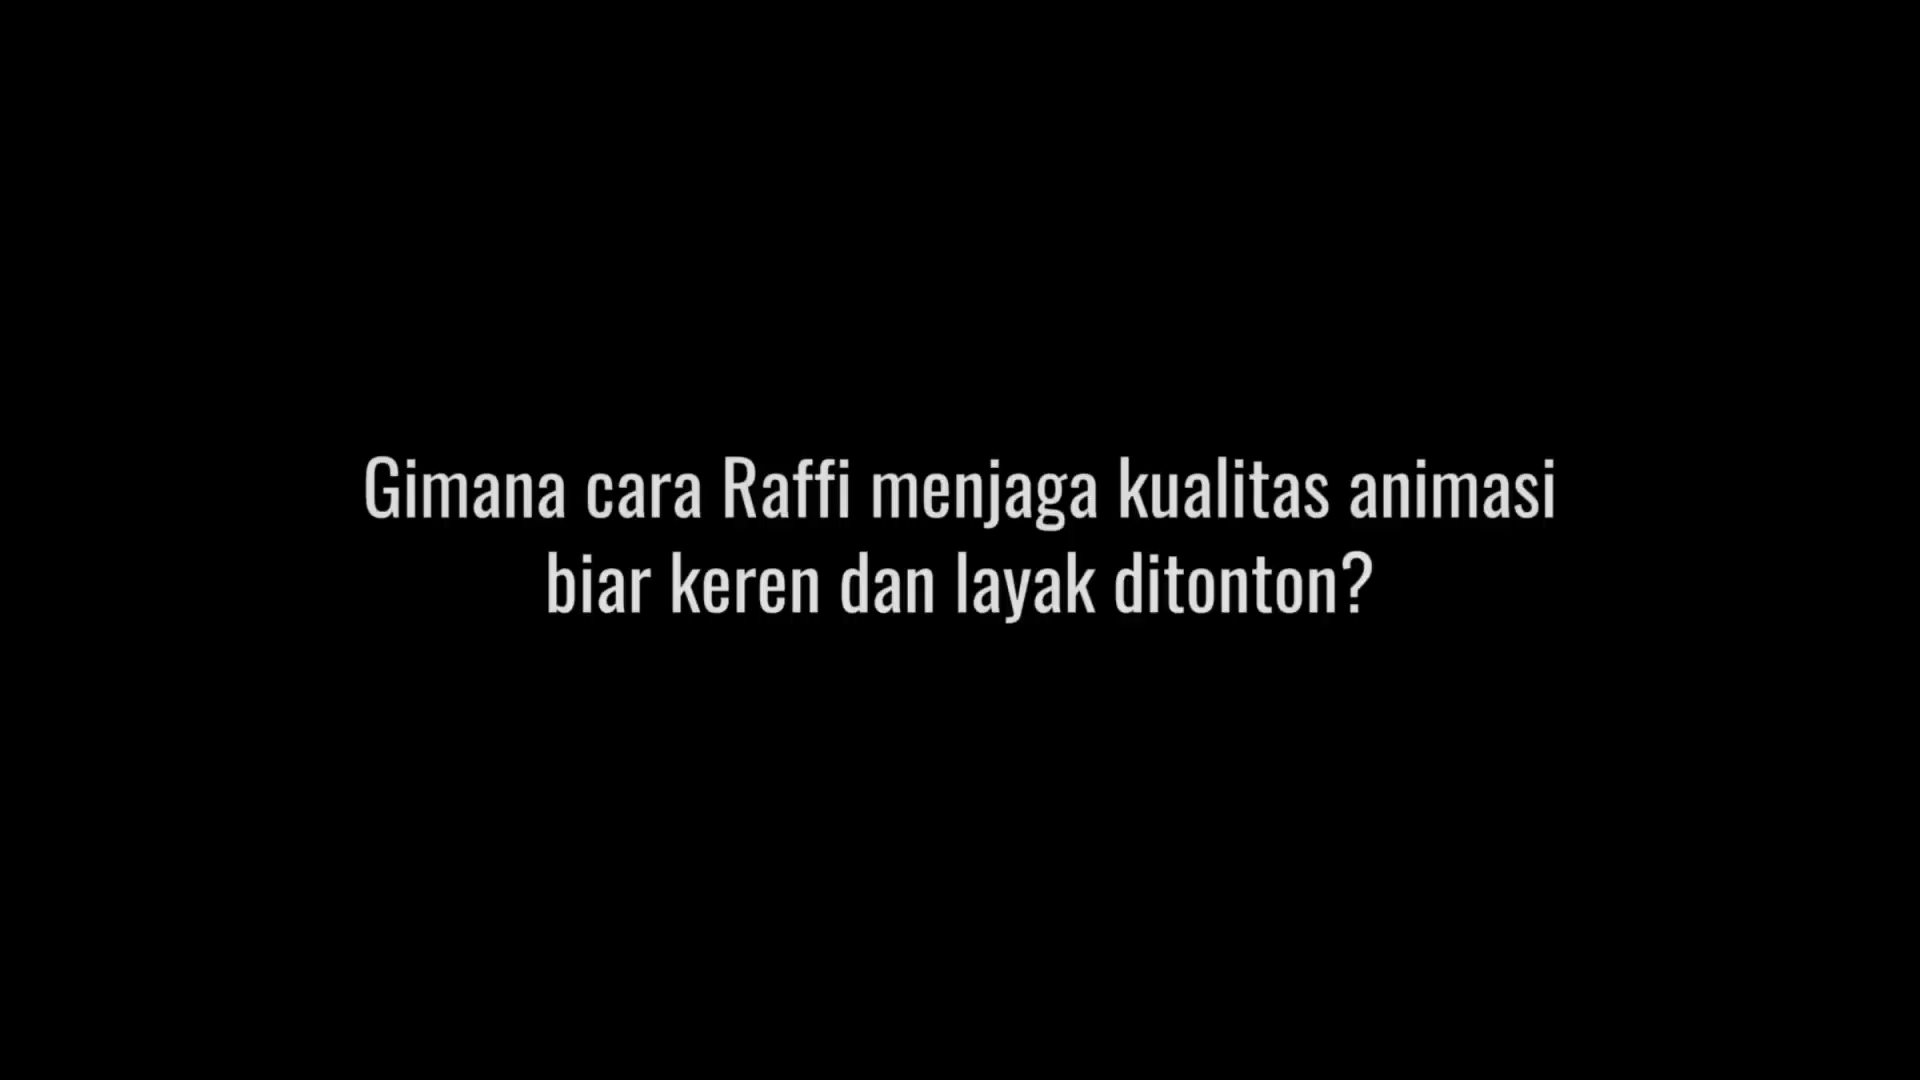 Gimana cara Raffi menjaga kualitas animasi
biar keren dan layak ditonton?